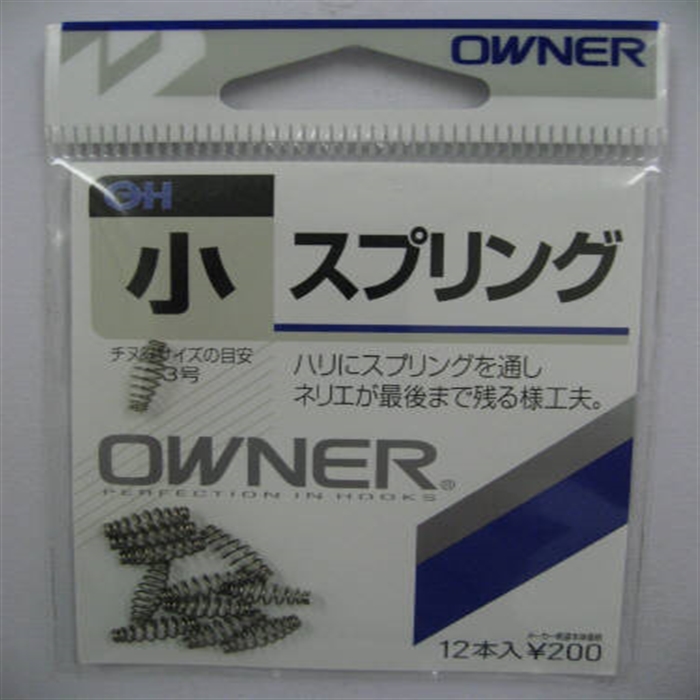 OWNER
OH
小
スプリング
チヌ サイズの目安
3号
ハリにスプリングを通し
ネリエが最後まで残る様工夫。
OWNER®
PERFECTION IN HOOKS
12本入¥200